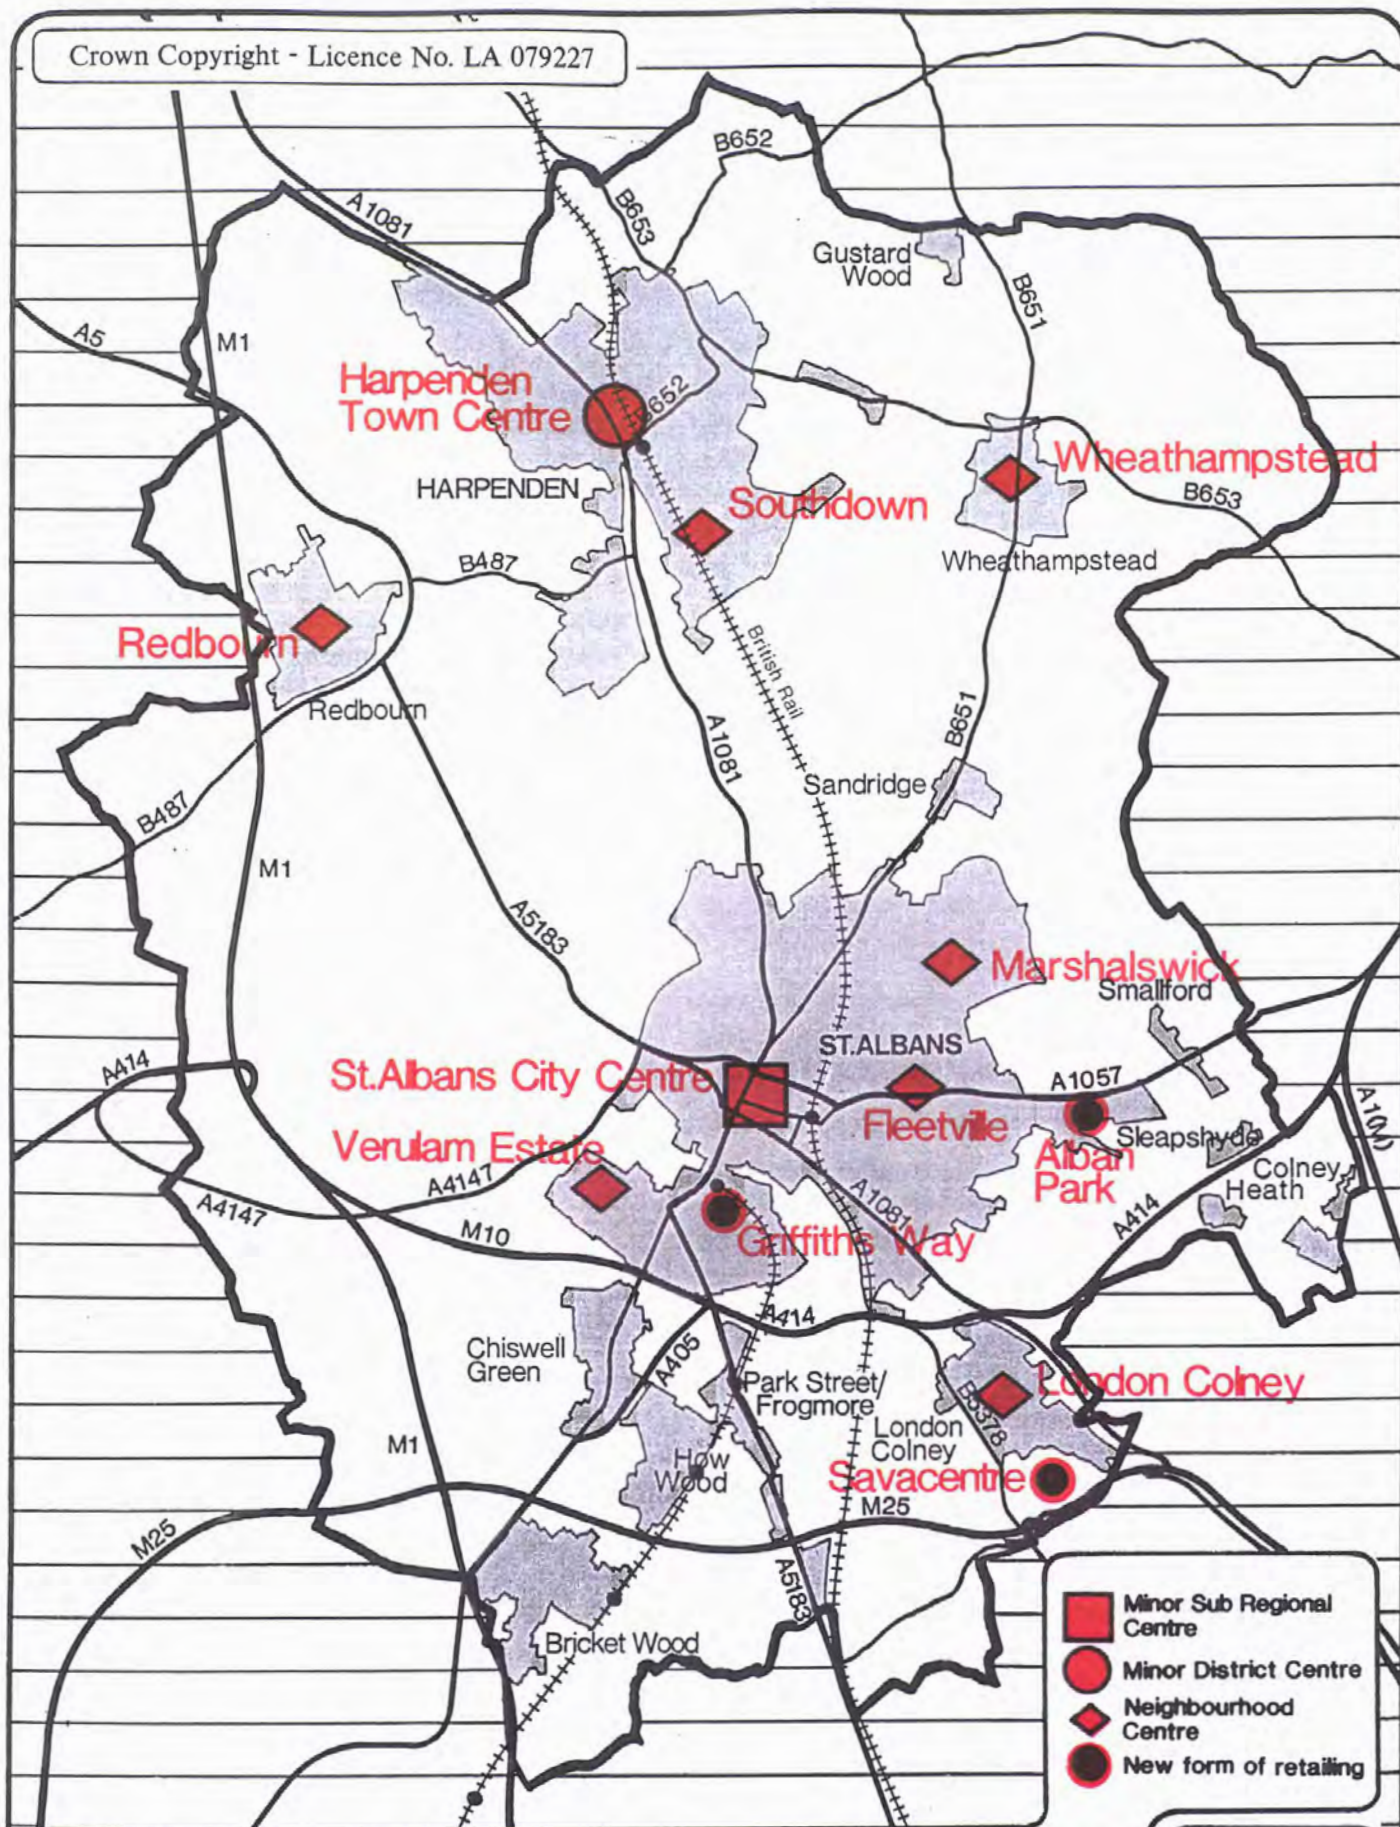 Crown Copyright - Licence No. LA 079227
B652
A1081
B653
Gustard
Wood
B651
A5
M1
Harpenden
Town Centre
B652
Wheathampstead
HARPENDEN
Southdown
B653
B487
Wheathampstead
Redbourn
British Rail
Redbourn
A1081
B651
Sandridge
B487
M1
A5183
Marshalswick
Smallford
ST.ALBANS
A414
St.Albans City Centre
A1057
Fleetville
Sleapshyde
Verulam Estate
Alban
Park
Colney
Heath
A4147
A4147
A1081
M10
Griffiths Way
A414
A414
Chiswell
Green
A405
Park Street/
Frogmore
London Colney
B5378
London
Colney
M1
How
Wood
Savacentre
M25
M25
A5183
Bricket Wood
Minor Sub Regional
Centre
Minor District Centre
Neighbourhood
Centre
New form of retailing